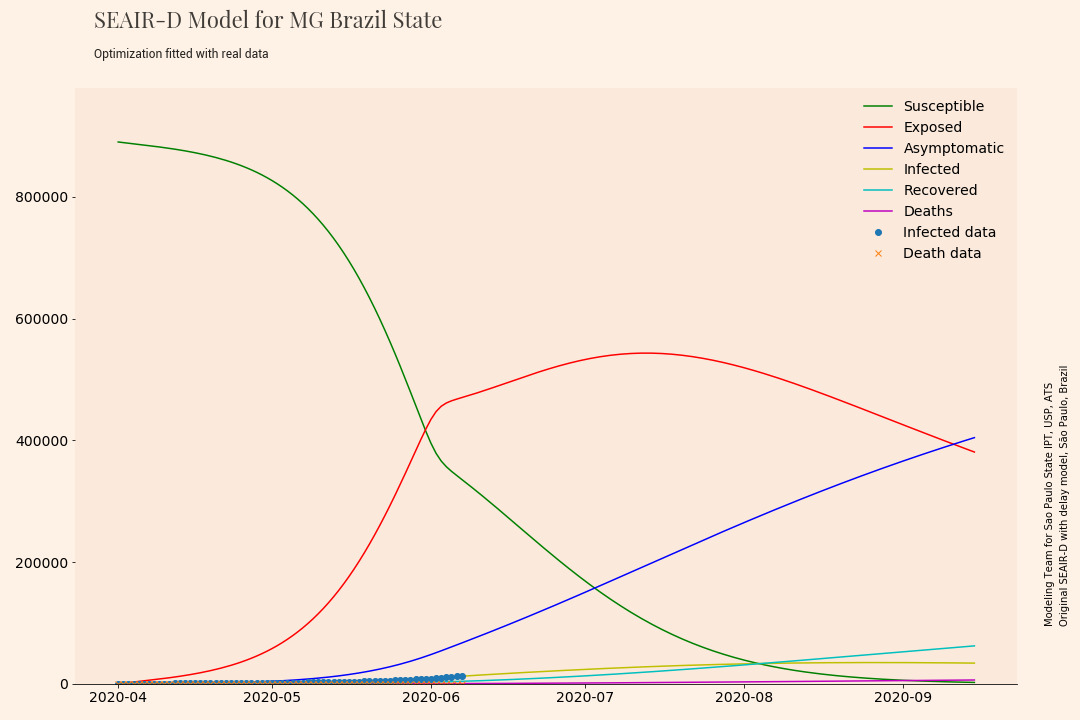 SEAIR-D Model for MG Brazil State
Optimization fitted with real data
Susceptible
Exposed
Asymptomatic
Infected
Recovered
Deaths
Infected data
Death data
800000
600000
400000
200000
0
2020-04
2020-05
2020-06
2020-07
2020-08
2020-09
Modeling Team for Sao Paulo State IPT, USP, ATS
Original SEAIR-D with delay model, São Paulo, Brazil